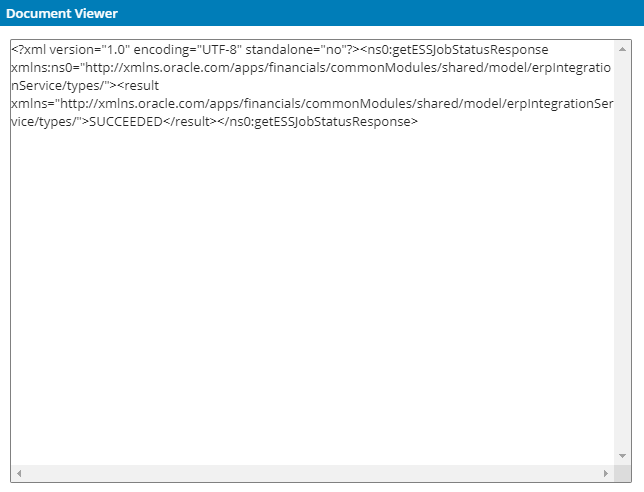 Document Viewer
<?xml version="1.0" encoding="UTF-8" standalone="no"?><ns0:getESSJobStatusResponse
xmlns:ns0="http://xmlns.oracle.com/apps/financials/commonModules/shared/model/erpIntegratio
nService/types/"><result
xmlns="http://xmlns.oracle.com/apps/financials/commonModules/shared/model/erpIntegrationSer
vice/types/">SUCCEEDED</result></ns0:getESSJobStatusResponse>